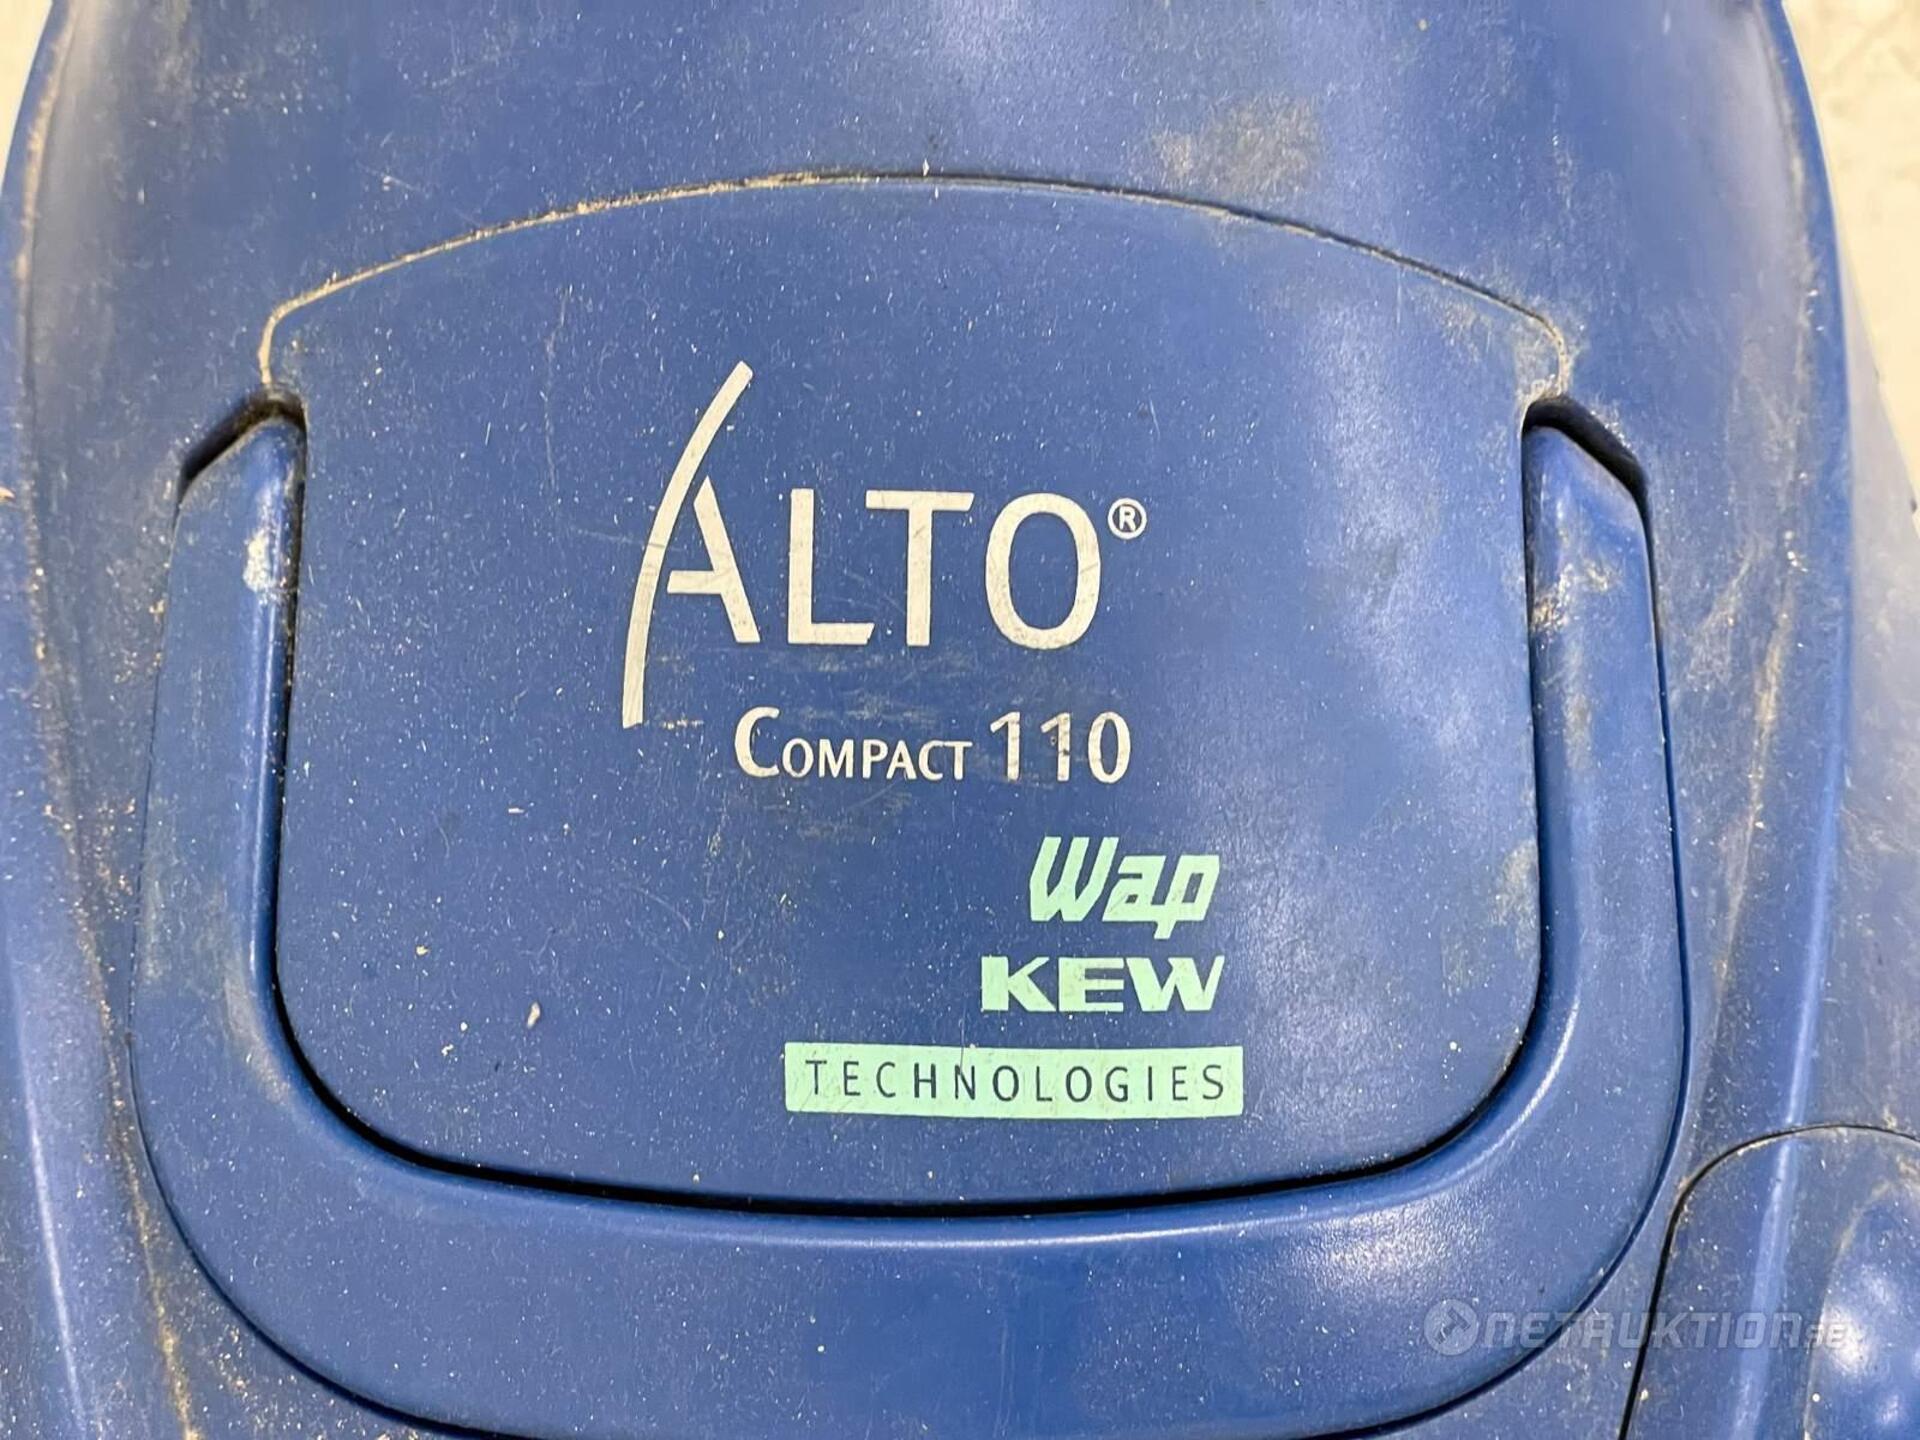 ALTO®
COMPACT 110
Wap
KEW
TECHNOLOGIES
NETAUKTION.SE